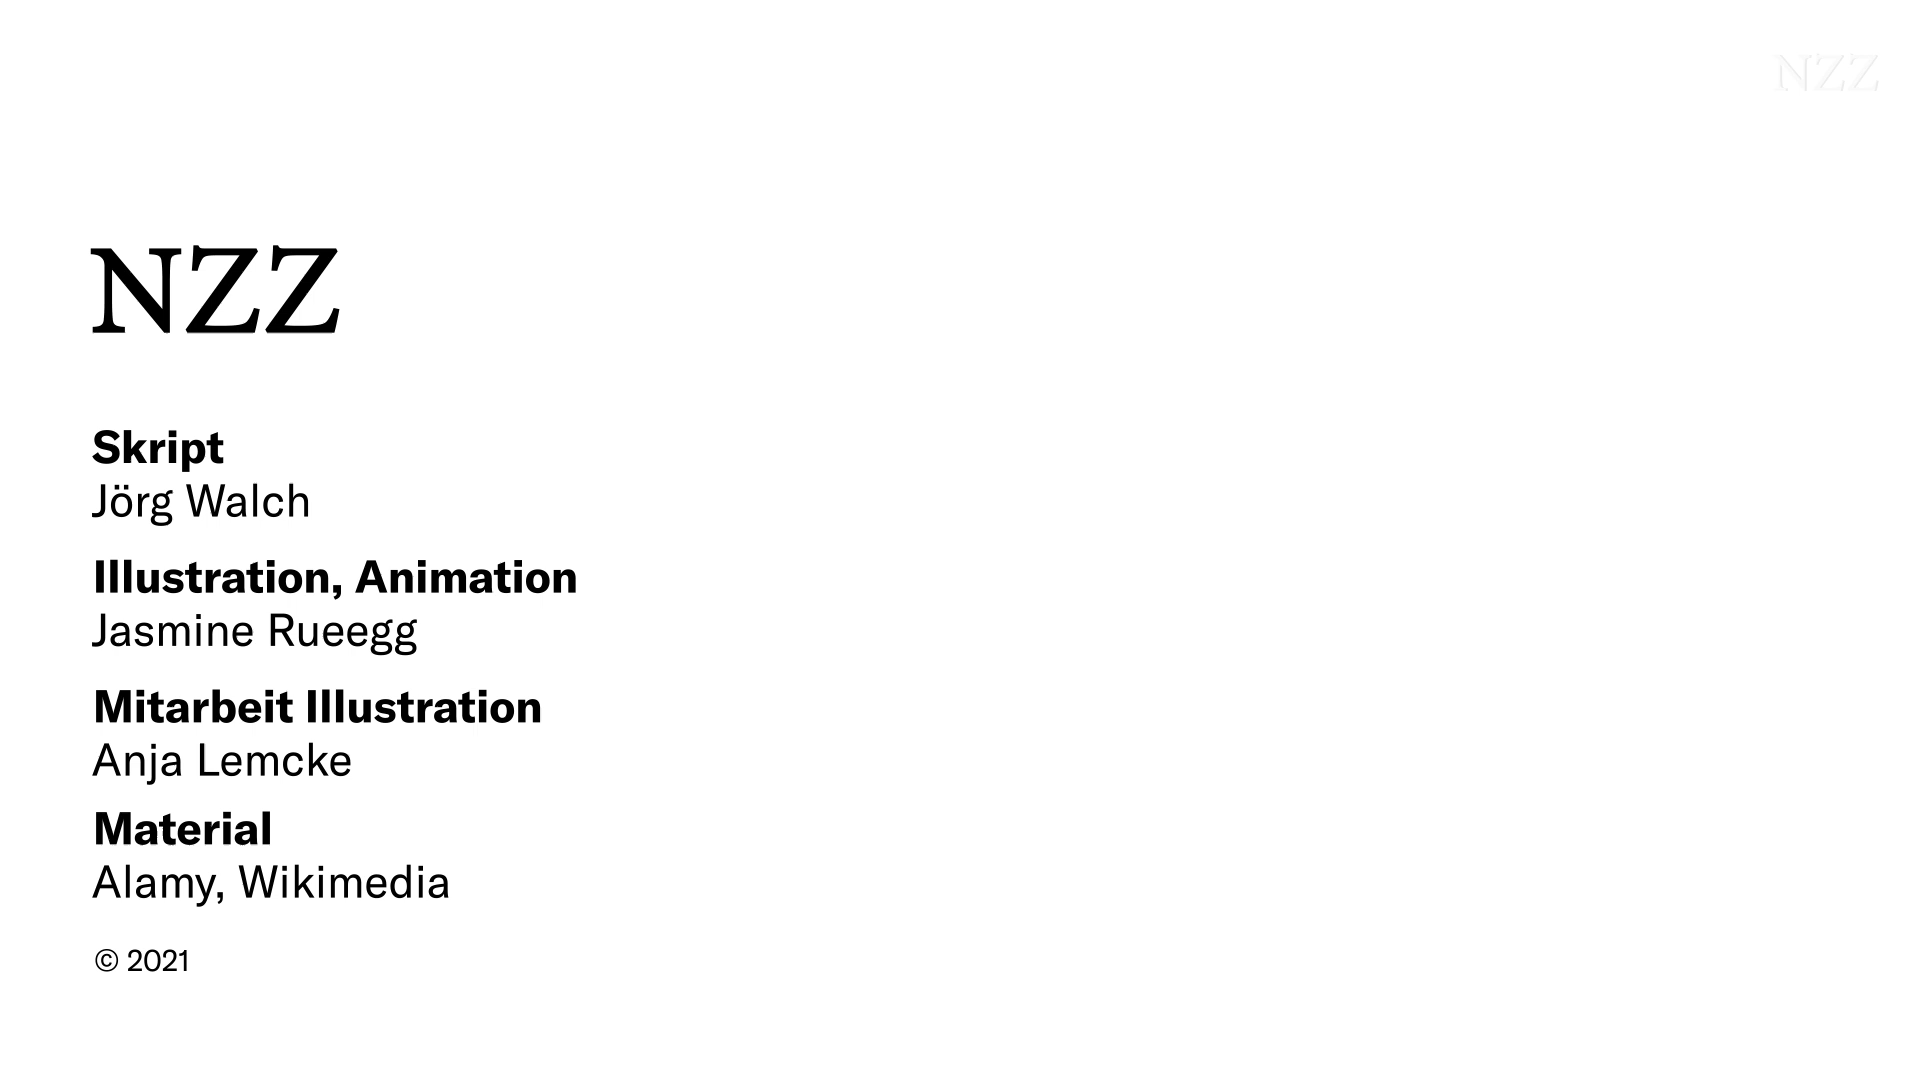 NZZ
NZZ
Skript
Jörg Walch
Illustration, Animation
Jasmine Rueegg
Mitarbeit Illustration
Anja Lemcke
Material
Alamy, Wikimedia
© 2021